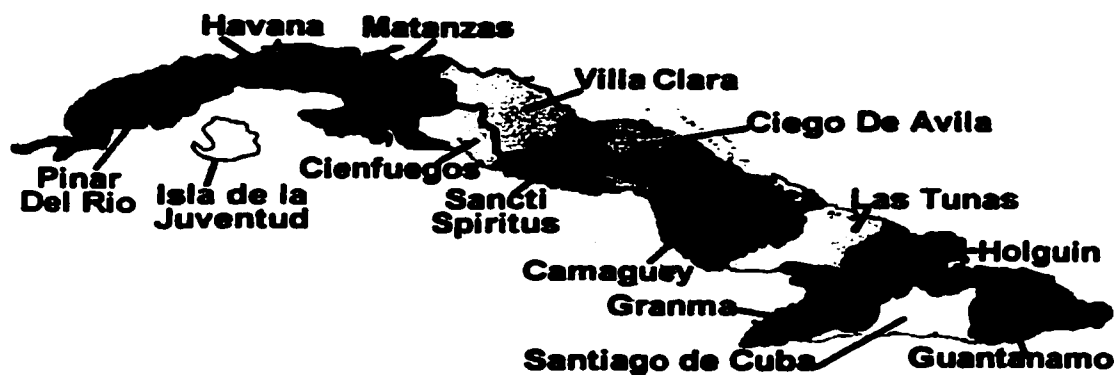 Havana
Matanzas
Villa Clara
Ciego De Avila
Cienfuegos
Pinar
Del Rio
Isla de la
Juventud
Sancti
Spiritus
Las Tunas
Holguin
Camaguey
Granma
Santiago de Cuba
Guantanamo